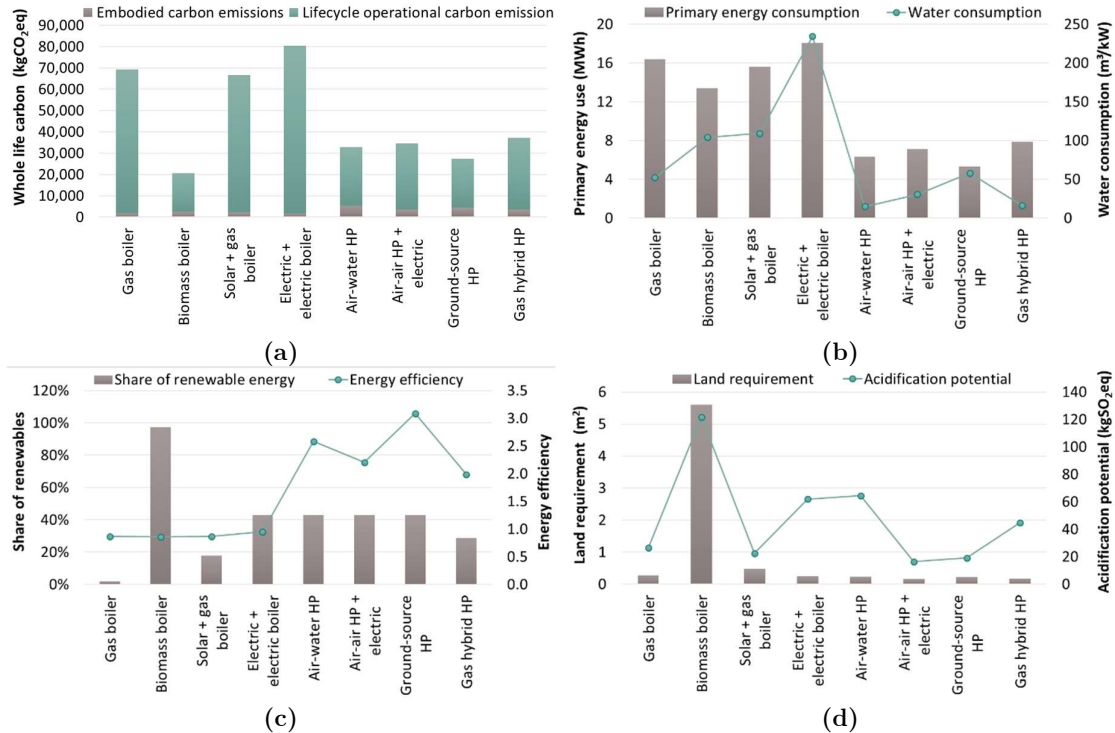 Embodied carbon emissions Lifecycle operational carbon emission
Whole life carbon (kgCO₂eq)
90,000
80,000
70,000
60,000
50,000
40,000
30,000
20,000
10,000
0
Gas boiler
Biomass boiler
Solar + gas
boiler
Electric +
electric boiler
Air-water HP
Air-air HP +
electric
Ground-source
HP
Gas hybrid HP
(a)
Primary energy consumption Water consumption
Primary energy use (MWh)
20
16
12
8
4
0
250
200
150
100
50
0
Water consumption (m³/kW)
Gas boiler
Biomass boiler
Solar + gas
boiler
Electric +
electric boiler
Air-water HP
Air-air HP +
electric
Ground-source
HP
Gas hybrid HP
(b)
Share of renewable energy Energy efficiency
Share of renewables
120%
100%
80%
60%
40%
20%
0%
3.5
3.0
2.5
2.0
1.5
1.0
0.5
0.0
Energy efficiency
Gas boiler
Biomass boiler
Solar + gas
boiler
Electric +
electric boiler
Air-water HP
Air-air HP +
electric
Ground-source
HP
Gas hybrid HP
(c)
Land requirement Acidification potential
Land requirement (m²)
6
5
4
3
2
1
0
140
120
100
80
60
40
20
0
Acidification potential (kgSO₂eq)
Gas boiler
Biomass boiler
Solar + gas
boiler
Electric +
electric boiler
Air-water HP
Air-air HP +
electric
Ground-source
HP
Gas hybrid HP
(d)